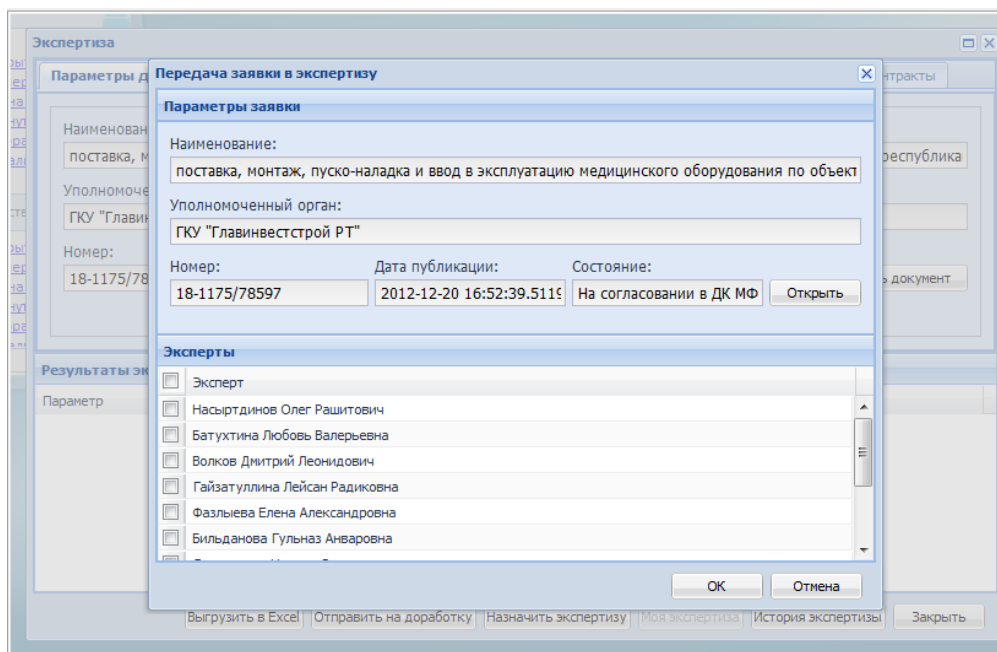 Экспертиза
Параметры д
нтракты
Передача заявки в экспертизу
Параметры заявки
Наименован
Наименование:
поставка, м
поставка, монтаж, пуско-наладка и ввод в эксплуатацию медицинского оборудования по объект
республика
Уполномоче
Уполномоченный орган:
ГКУ "Главин
ГКУ "Главинвестстрой РТ"
Номер:
Номер: Дата публикации: Состояние:
18-1175/78
18-1175/78597 2012-12-20 16:52:39.5119 На согласовании в ДК МФ Открыть
ь документ
Эксперты
Результаты эк
Параметр
Эксперт
Насыртдинов Олег Рашитович
Батухтина Любовь Валерьевна
Волков Дмитрий Леонидович
Гайзатуллина Лейсан Радиковна
Фазлыева Елена Александровна
Бильданова Гульназ Анваровна
ОК Отмена
Выгрузить в Excel Отправить на доработку Назначить экспертизу Моя экспертиза История экспертизы Закрыть